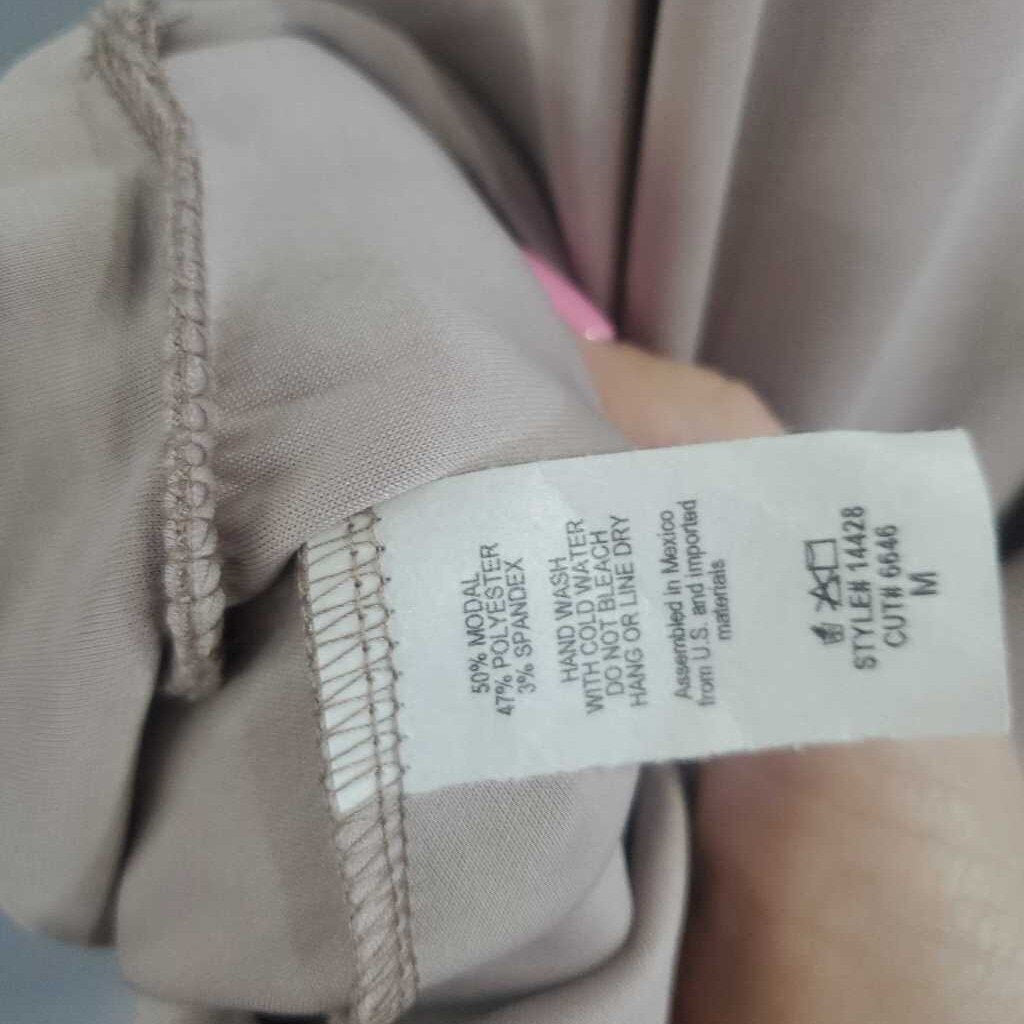 50% MODAL
47% POLYESTER
3% SPANDEX
HAND WASH
WITH COLD WATER
DO NOT BLEACH
HANG OR LINE DRY
Assembled in Mexico
from U.S. and imported
materials
STYLE# 14428
CUT# 6646
M